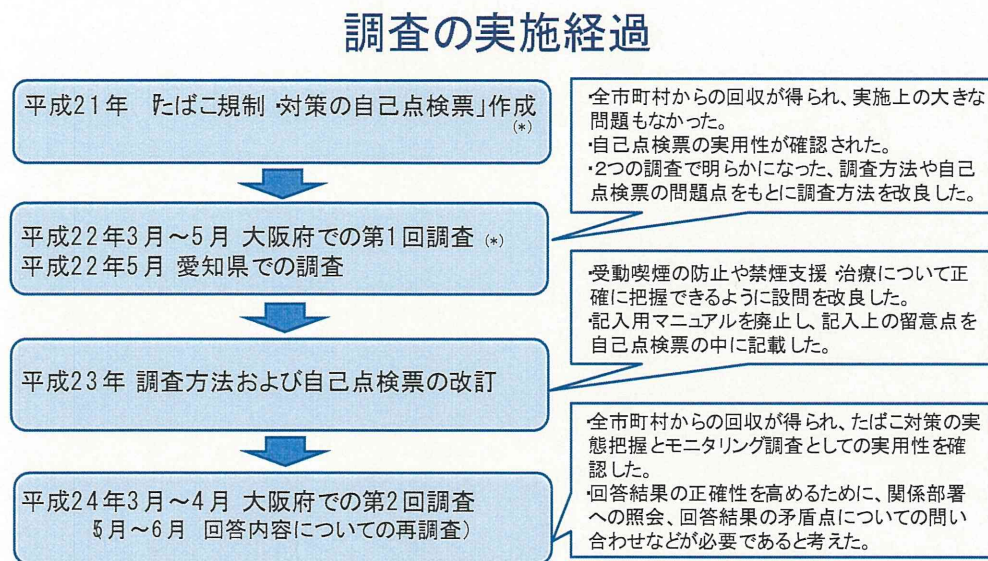 調査の実施経過
平成21年 「たばこ規制・対策の自己点検票」作成
(*)
・全市町村からの回収が得られ、実施上の大きな
問題もなかった。
・自己点検票の実用性が確認された。
・2つの調査で明らかになった、調査方法や自己
点検票の問題点をもとに調査方法を改良した。
平成22年3月～5月 大阪府での第1回調査 (*)
平成22年5月 愛知県での調査
・受動喫煙の防止や禁煙支援・治療について正
確に把握できるように設問を改良した。
・記入用マニュアルを廃止し、記入上の留意点を
自己点検票の中に記載した。
平成23年 調査方法および自己点検票の改訂
・全市町村からの回収が得られ、たばこ対策の実
態把握とモニタリング調査としての実用性を確
認した。
・回答結果の正確性を高めるために、関係部署
への照会、回答結果の矛盾点についての問い
合わせなどが必要であると考えた。
平成24年3月～4月 大阪府での第2回調査
(5月～6月 回答内容についての再調査)